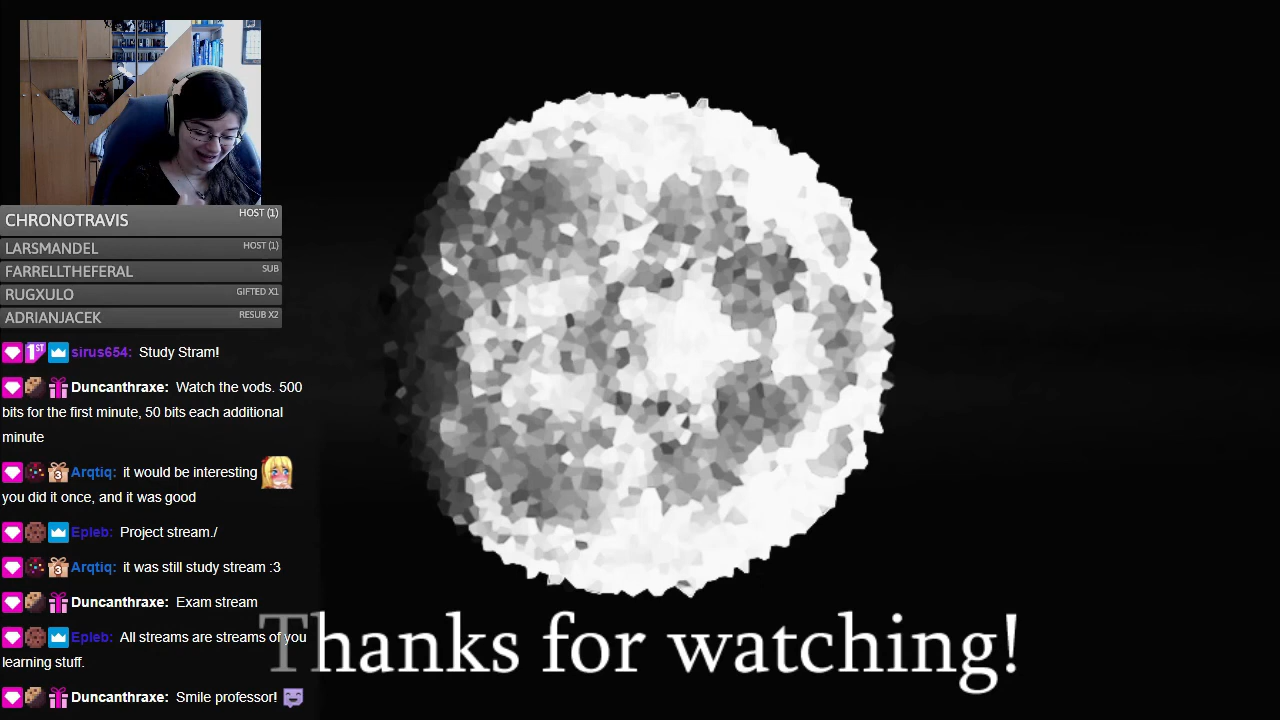 CHRONOTRAVIS HOST (1)
LARSMANDEL HOST (1)
FARRELLTHEFERAL SUB
RUGXULO GIFTED X1
ADRIANJACEK RESUB X2
1ST sirus654: Study Stram!
Duncanthraxe: Watch the vods. 500
bits for the first minute, 50 bits each additional
minute
3 Arqtiq: it would be interesting
you did it once, and it was good
Epleb: Project stream./
3 Arqtiq: it was still study stream :3
Duncanthraxe: Exam stream
Epleb: All streams are streams of you
learning stuff.
Duncanthraxe: Smile professor!
Thanks for watching!